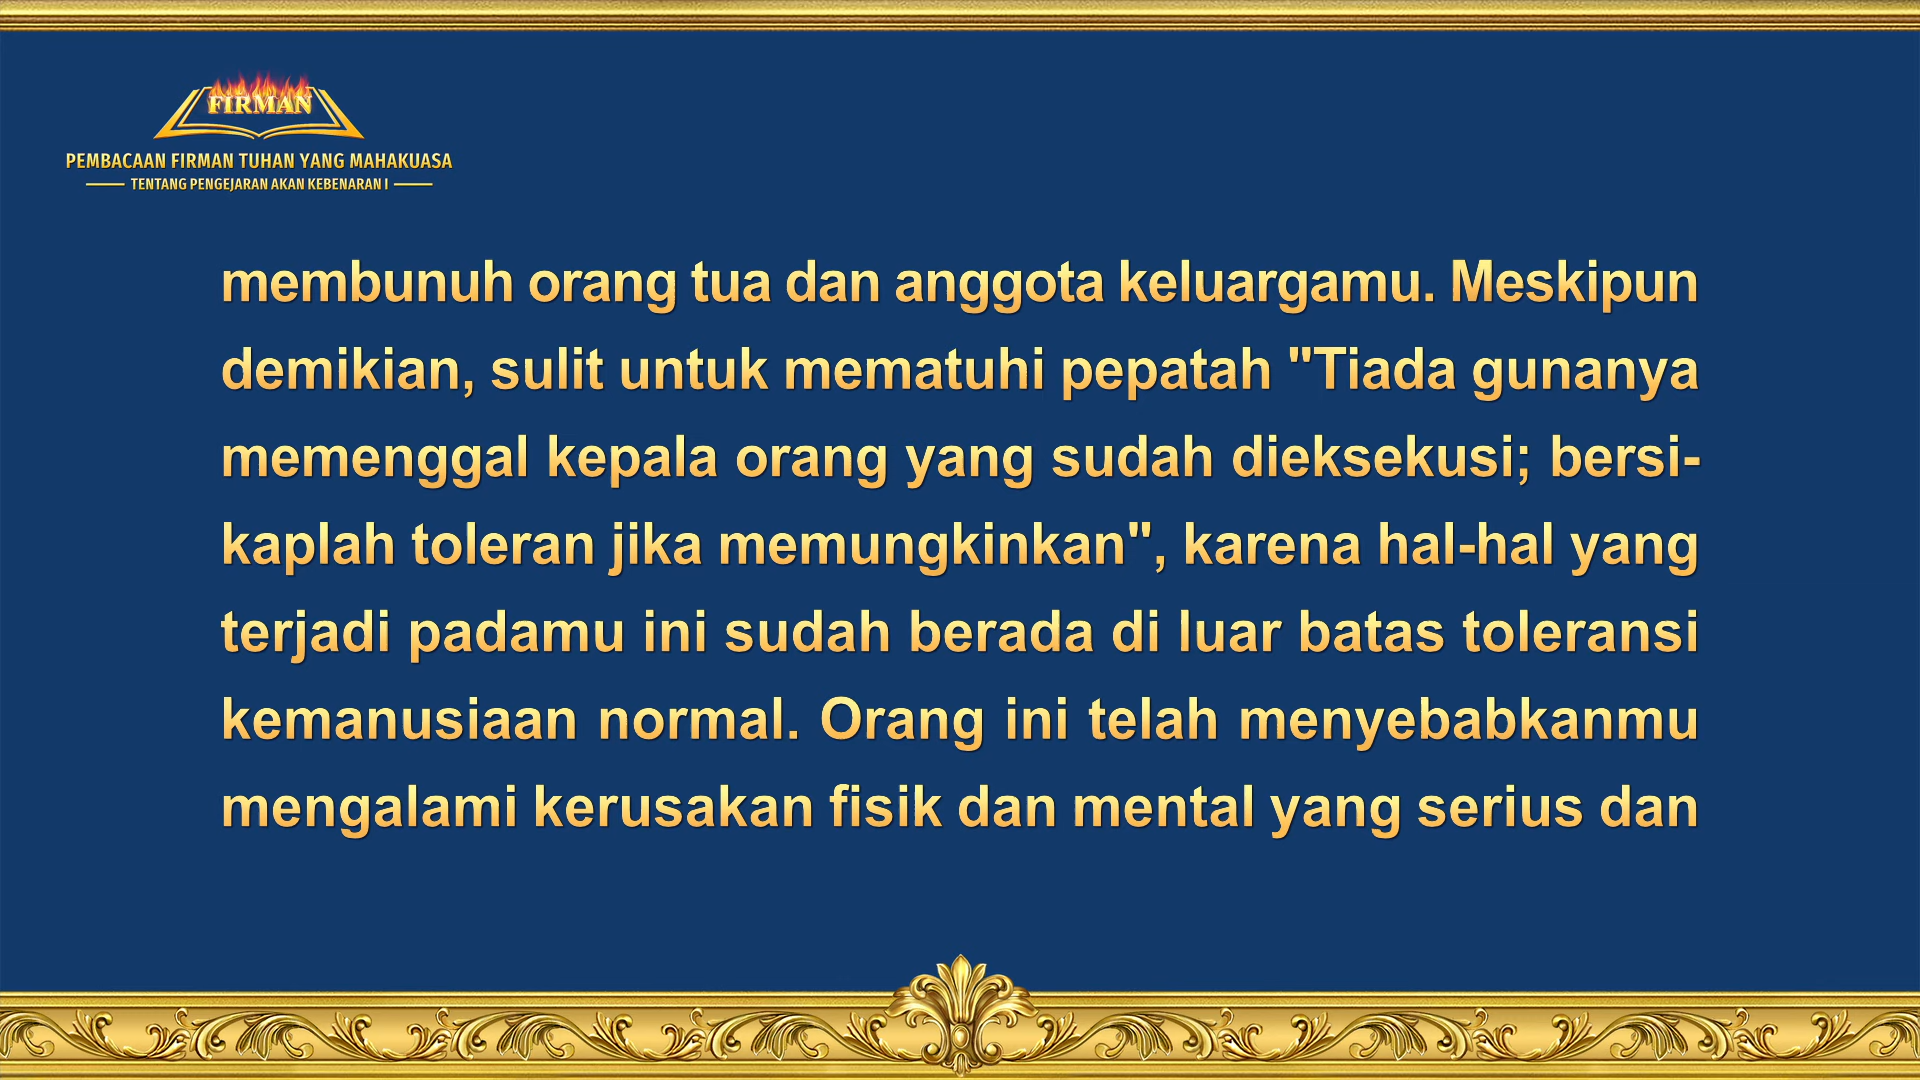 FIRMAN
PEMBACAAN FIRMAN TUHAN YANG MAHAKUASA
TENTANG PENGEJARAN AKAN KEBENARAN I
membunuh orang tua dan anggota keluargamu. Meskipun
demikian, sulit untuk mematuhi pepatah "Tiada gunanya
memenggal kepala orang yang sudah dieksekusi; bersi-
kaplah toleran jika memungkinkan", karena hal-hal yang
terjadi padamu ini sudah berada di luar batas toleransi
kemanusiaan normal. Orang ini telah menyebabkanmu
mengalami kerusakan fisik dan mental yang serius dan